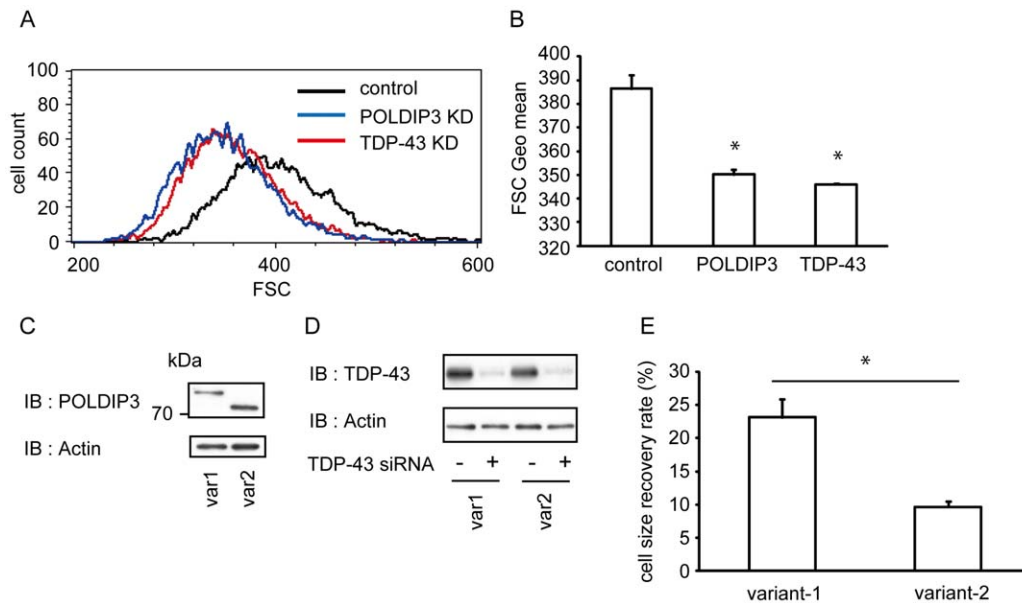 A
cell count
100
80
60
40
20
0
control
POLDIP3 KD
TDP-43 KD
200
400
600
FSC
B
FSC Geo mean
400
390
380
370
360
350
340
330
320
*
*
control
POLDIP3
TDP-43
C
kDa
IB : POLDIP3
70
IB : Actin
var1
var2
D
IB : TDP-43
IB : Actin
TDP-43 siRNA
-
+
-
+
var1
var2
E
cell size recovery rate (%)
30
25
20
15
10
5
0
*
variant-1
variant-2